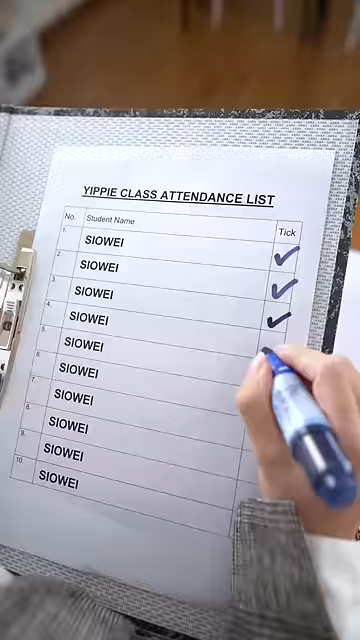 YIPPIE CLASS ATTENDANCE LIST
No. Student Name Tick
1. SIOWEI ✓
2. SIOWEI ✓
3. SIOWEI ✓
4. SIOWEI
5. SIOWEI
6. SIOWEI
7. SIOWEI
8. SIOWEI
9. SIOWEI
10. SIOWEI